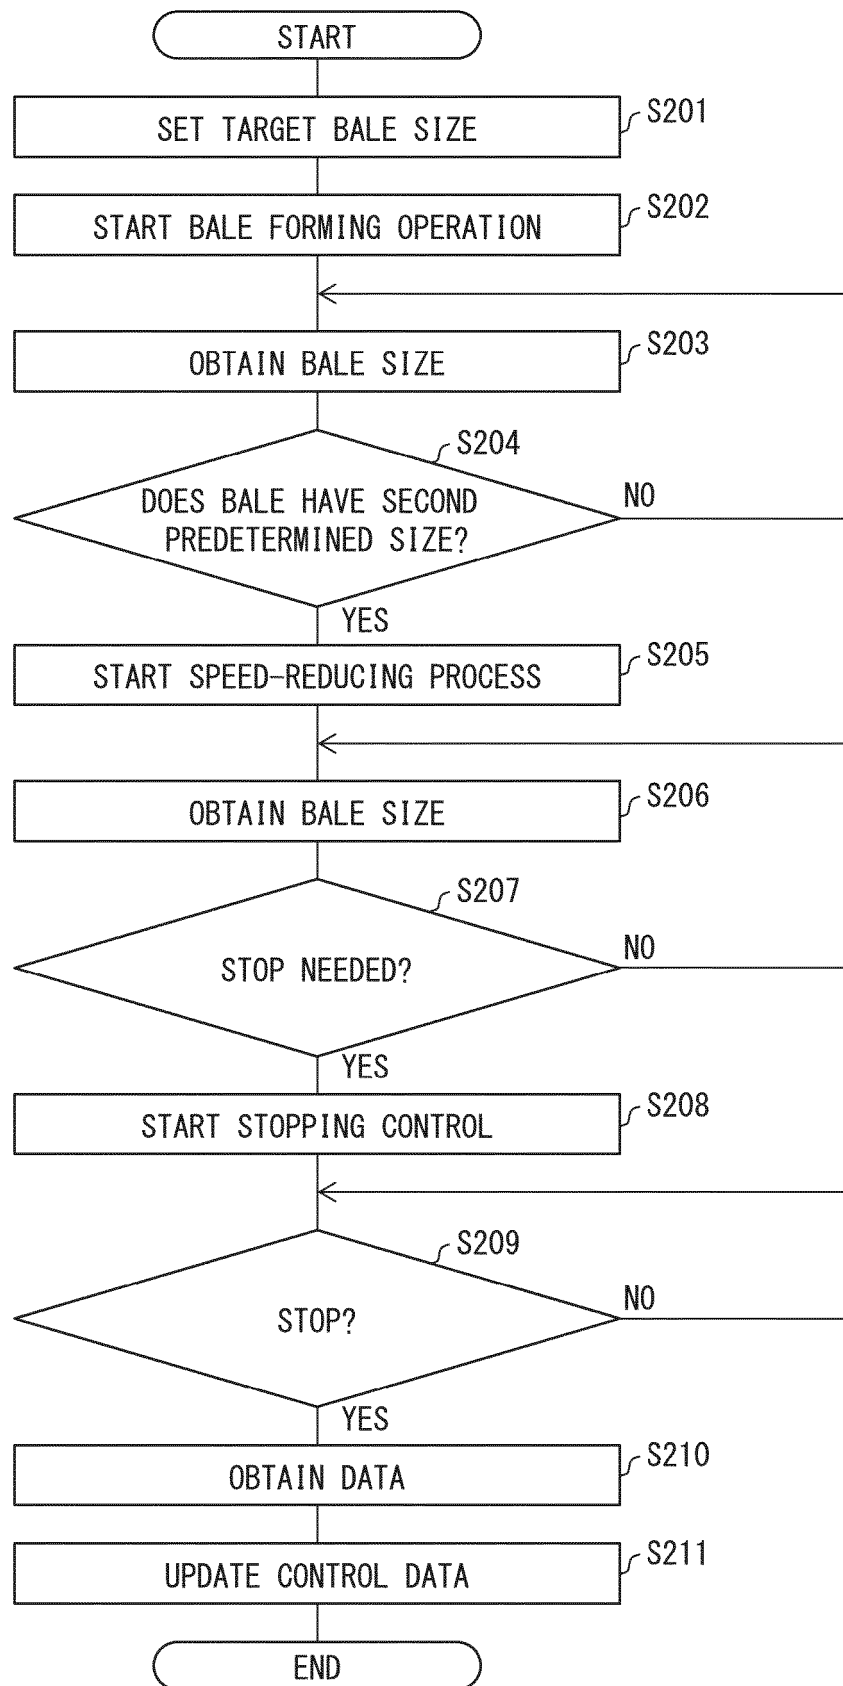 START
SET TARGET BALE SIZE
S201
START BALE FORMING OPERATION
S202
OBTAIN BALE SIZE
S203
S204
DOES BALE HAVE SECOND
PREDETERMINED SIZE?
NO
YES
START SPEED-REDUCING PROCESS
S205
OBTAIN BALE SIZE
S206
S207
STOP NEEDED?
NO
YES
START STOPPING CONTROL
S208
S209
STOP?
NO
YES
OBTAIN DATA
S210
UPDATE CONTROL DATA
S211
END